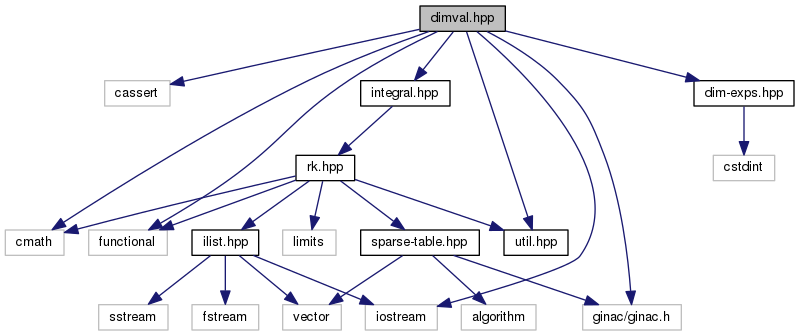 dimval.hpp
cassert
integral.hpp
dim-exps.hpp
rk.hpp
cstdint
cmath
functional
ilist.hpp
limits
sparse-table.hpp
util.hpp
sstream
fstream
vector
iostream
algorithm
ginac/ginac.h